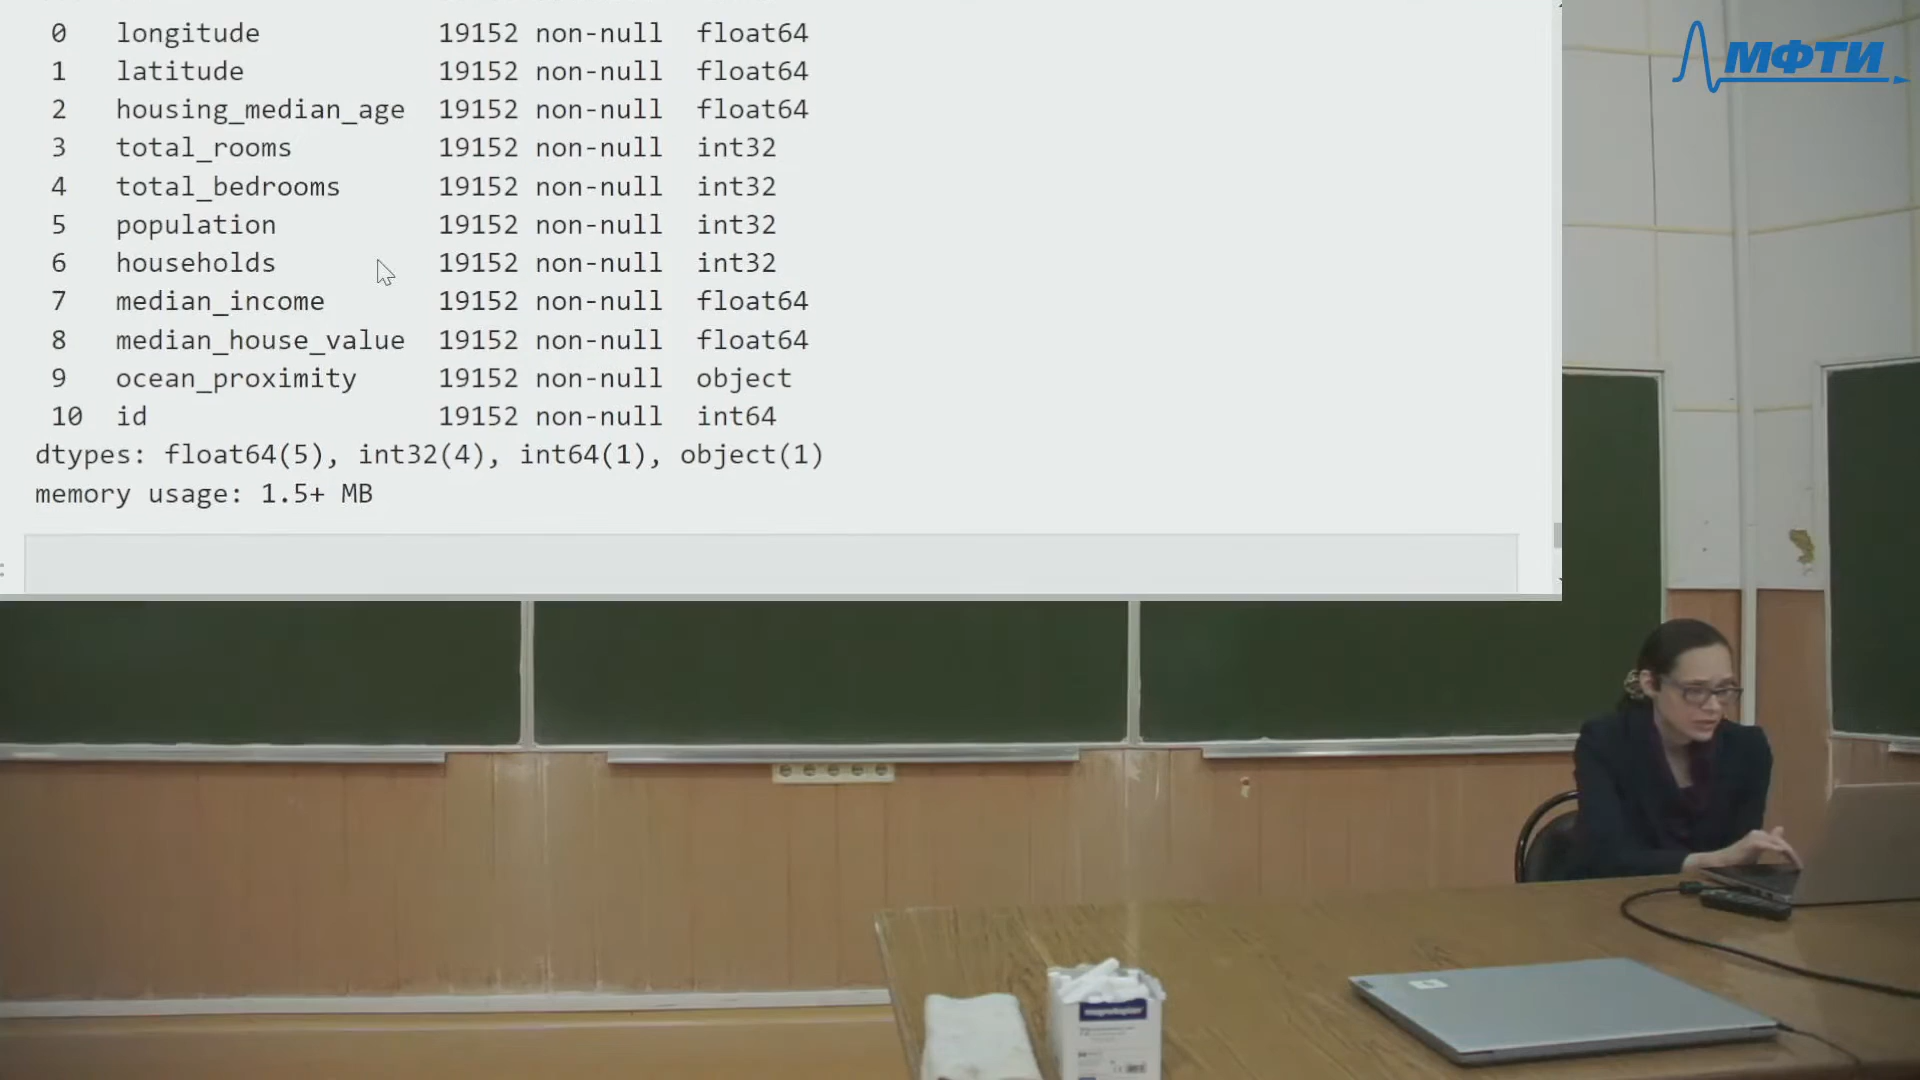 0 longitude 19152 non-null float64
1 latitude 19152 non-null float64
2 housing_median_age 19152 non-null float64
3 total_rooms 19152 non-null int32
4 total_bedrooms 19152 non-null int32
5 population 19152 non-null int32
6 households 19152 non-null int32
7 median_income 19152 non-null float64
8 median_house_value 19152 non-null float64
9 ocean_proximity 19152 non-null object
10 id 19152 non-null int64
dtypes: float64(5), int32(4), int64(1), object(1)
memory usage: 1.5+ MB
МФТИ